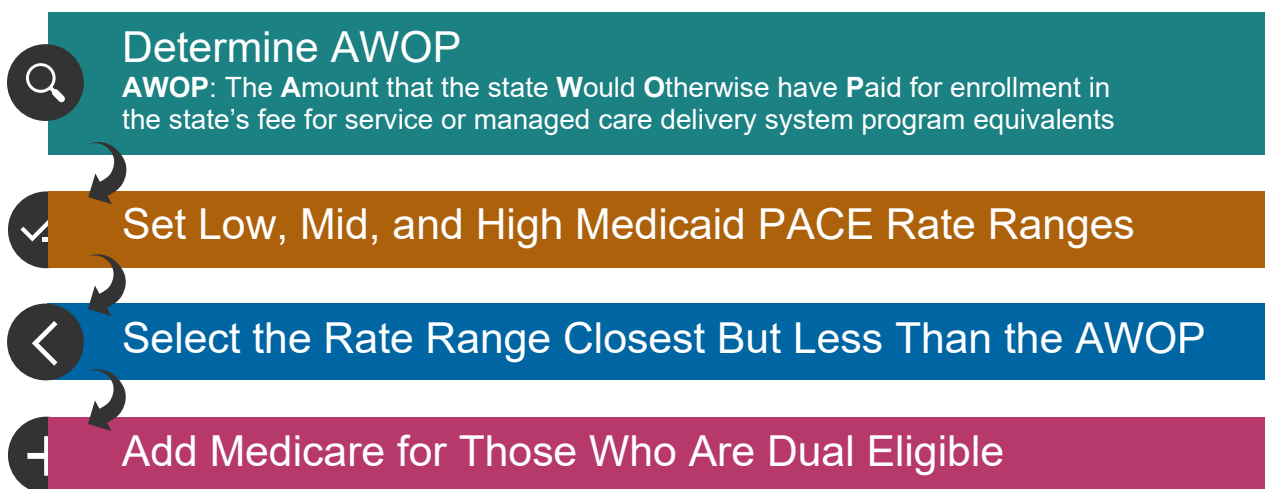 Determine AWOP
AWOP: The Amount that the state Would Otherwise have Paid for enrollment in
the state's fee for service or managed care delivery system program equivalents
Set Low, Mid, and High Medicaid PACE Rate Ranges
Select the Rate Range Closest But Less Than the AWOP
Add Medicare for Those Who Are Dual Eligible